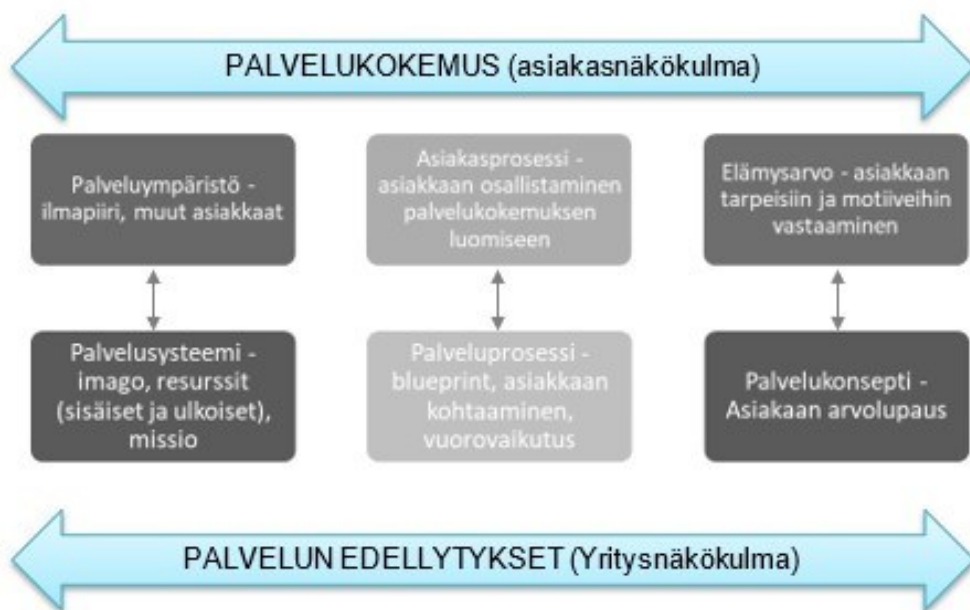 PALVELUKOKEMUS (asiakasnäkökulma)
Palveluympäristö -
ilmapiiri, muut asiakkaat
Asiakasprosessi -
asiakkaan osallistaminen
palvelukokemuksen
luomiseen
Elämysarvo - asiakkaan
tarpeisiin ja motiiveihin
vastaaminen
Palvelusysteemi -
imago, resurssit
(sisäiset ja ulkoiset),
missio
Palveluprosessi -
blueprint, asiakkaan
kohtaaminen,
vuorovaikutus
Palvelukonsepti -
Asiakaan arvolupaus
PALVELUN EDELLYTYKSET (Yritysnäkökulma)